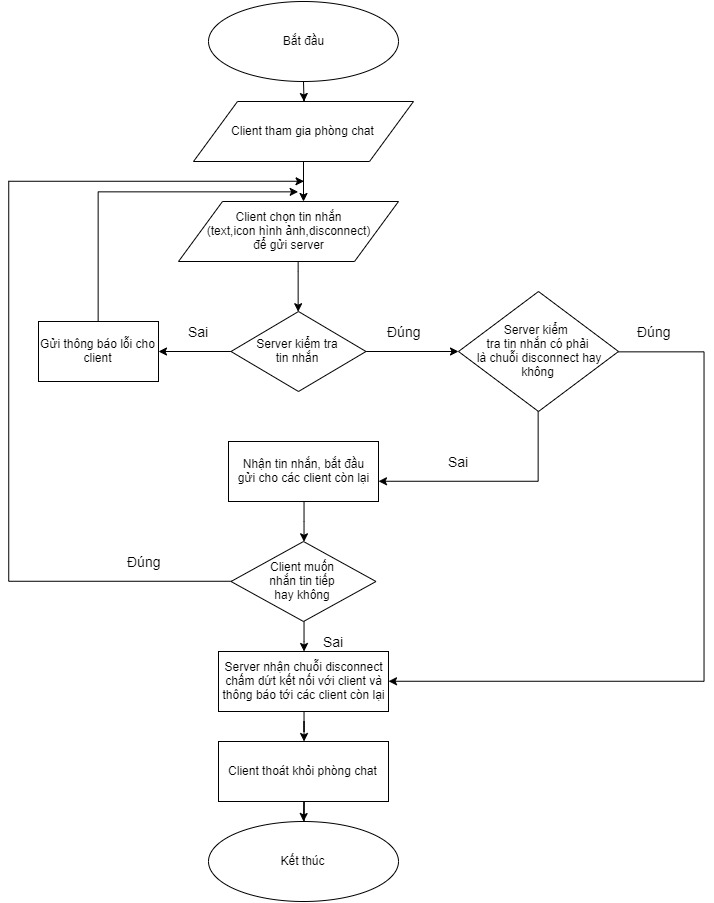 Bắt đầu
Client tham gia phòng chat
Client chọn tin nhắn
(text,icon hình ảnh,disconnect)
để gửi server
Gửi thông báo lỗi cho
client
Sai
Server kiểm tra
tin nhắn
Đúng
Server kiểm
tra tin nhắn có phải
là chuỗi disconnect hay
không
Đúng
Sai
Nhận tin nhắn, bắt đầu
gửi cho các client còn lại
Đúng
Client muốn
nhắn tin tiếp
hay không
Sai
Server nhận chuỗi disconnect
chấm dứt kết nối với client và
thông báo tới các client còn lại
Client thoát khỏi phòng chat
Kết thúc